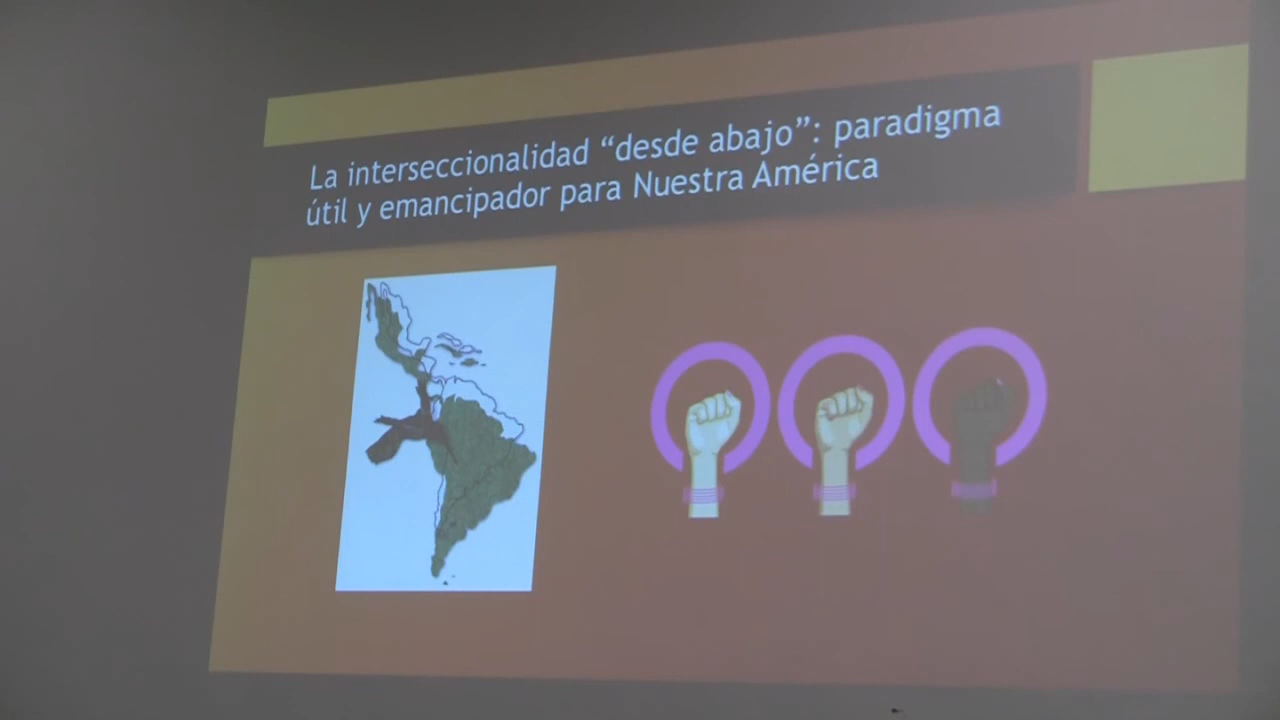 La interseccionalidad “desde abajo”: paradigma
útil y emancipador para Nuestra América